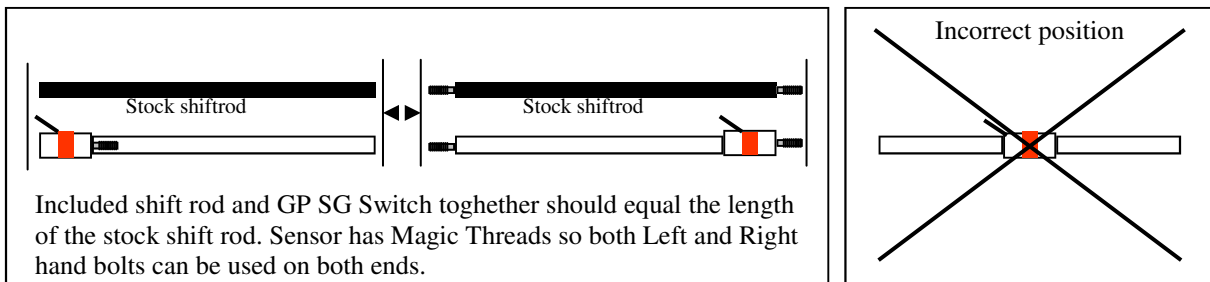 Stock shiftrod
Stock shiftrod
Included shift rod and GP SG Switch toghether should equal the length
of the stock shift rod. Sensor has Magic Threads so both Left and Right
hand bolts can be used on both ends.
Incorrect position